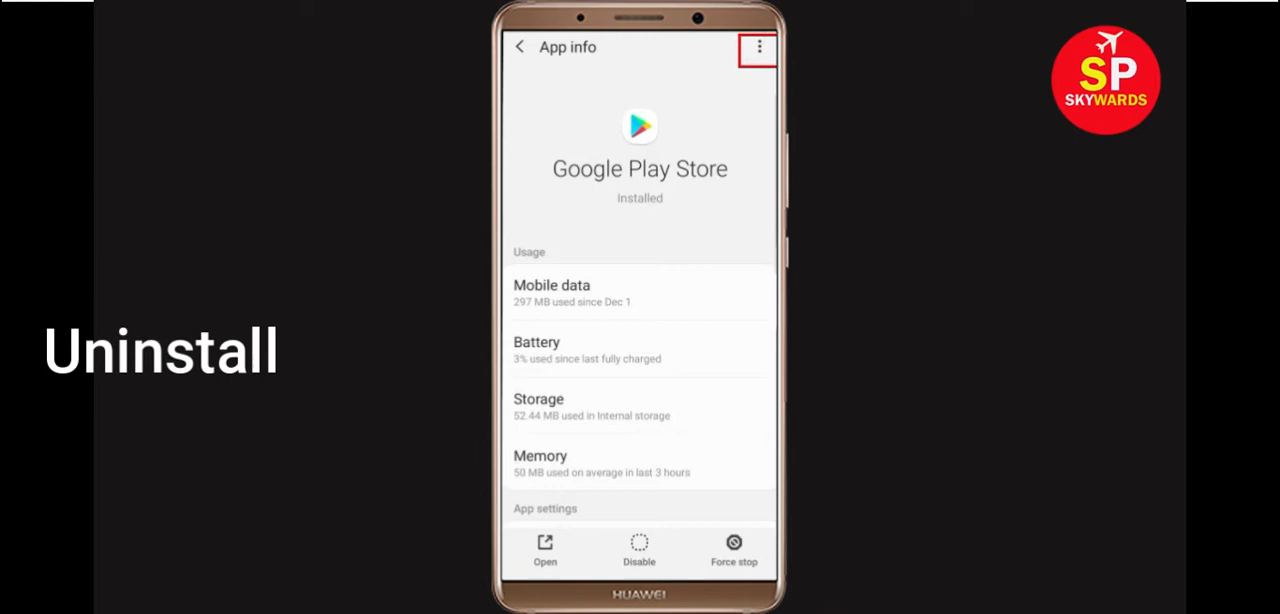 App info
SP
SKYWARDS
Google Play Store
Installed
Usage
Mobile data
297 MB used since Dec 1
Uninstall
Battery
3% used since last fully charged
Storage
52.44 MB used in Internal storage
Memory
50 MB used on average in last 3 hours
App settings
Open Disable Force stop
HUAWEI